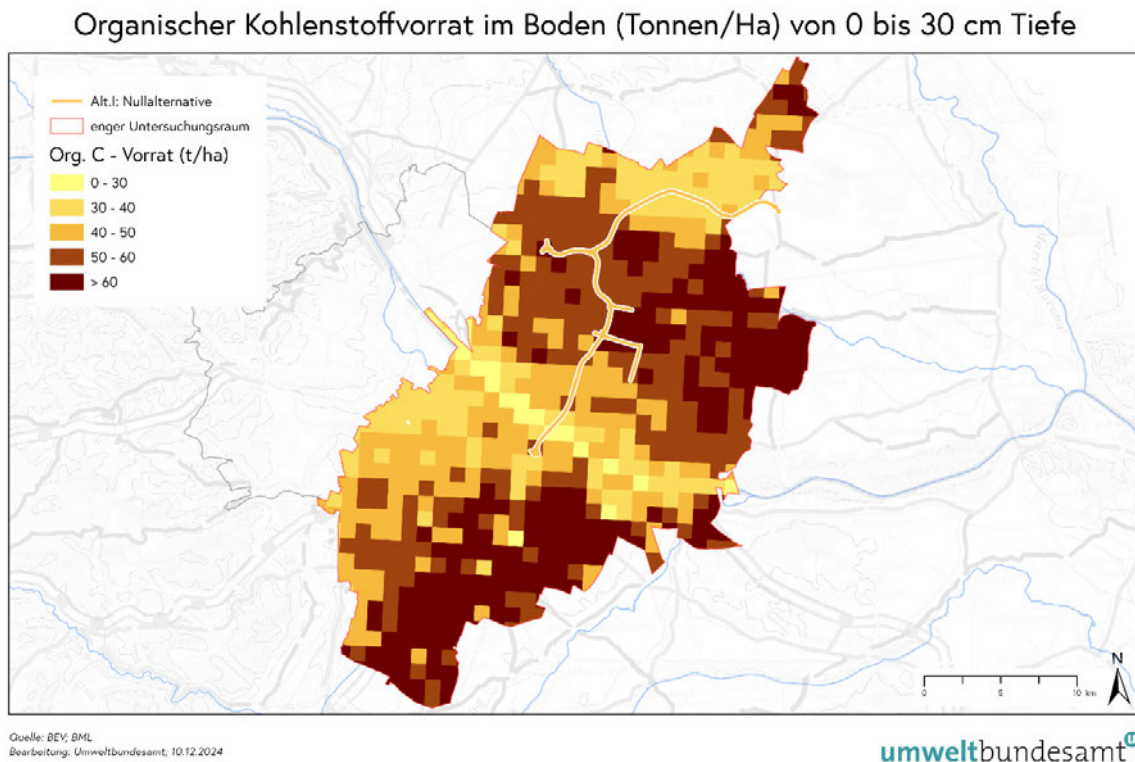 Organischer Kohlenstoffvorrat im Boden (Tonnen/Ha) von 0 bis 30 cm Tiefe
Alt.I: Nullalternative
enger Untersuchungsraum
Org. C - Vorrat (t/ha)
0 - 30
30 - 40
40 - 50
50 - 60
> 60
N
0 5 10 km
Quelle: BEV; BML
Bearbeitung: Umweltbundesamt; 10.12.2024
umweltbundesamt u